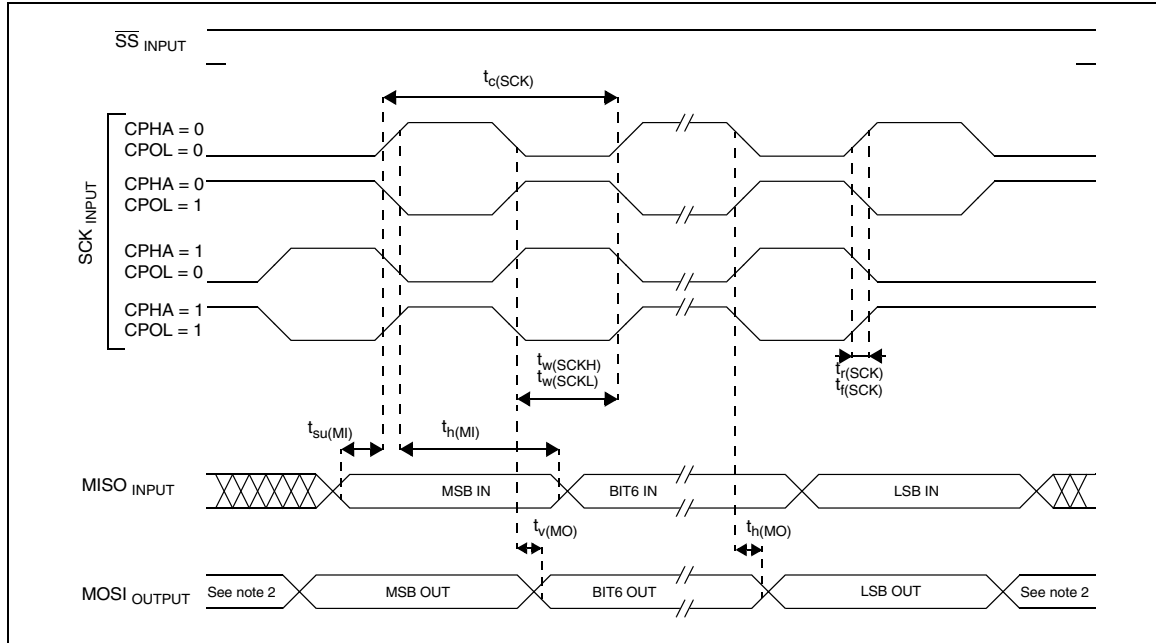 SS INPUT
tc(SCK)
SCK INPUT
CPHA = 0
CPOL = 0
CPHA = 0
CPOL = 1
CPHA = 1
CPOL = 0
CPHA = 1
CPOL = 1
tw(SCKH)
tw(SCKL)
tr(SCK)
tf(SCK)
tsu(MI)
th(MI)
MISO INPUT
MSB IN
BIT6 IN
LSB IN
tv(MO)
th(MO)
MOSI OUTPUT
See note 2
MSB OUT
BIT6 OUT
LSB OUT
See note 2